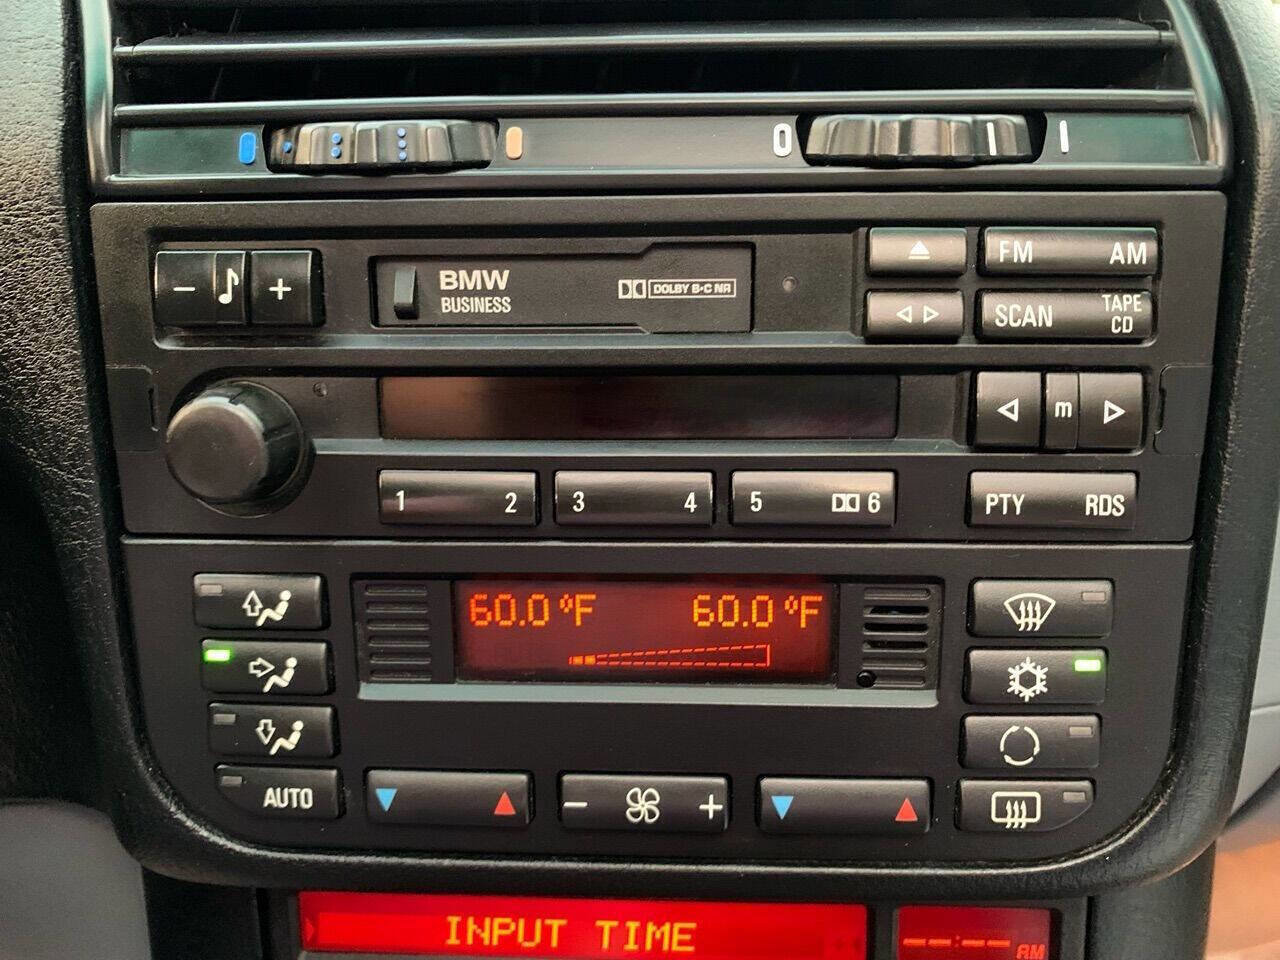 0 I
− +
BMW
BUSINESS
DOLBY B·C NR
FM AM
SCAN TAPE
CD
m
1 2
3 4
5 6
PTY RDS
60.0 °F 60.0 °F
AUTO
− +
INPUT TIME
--:-- AM